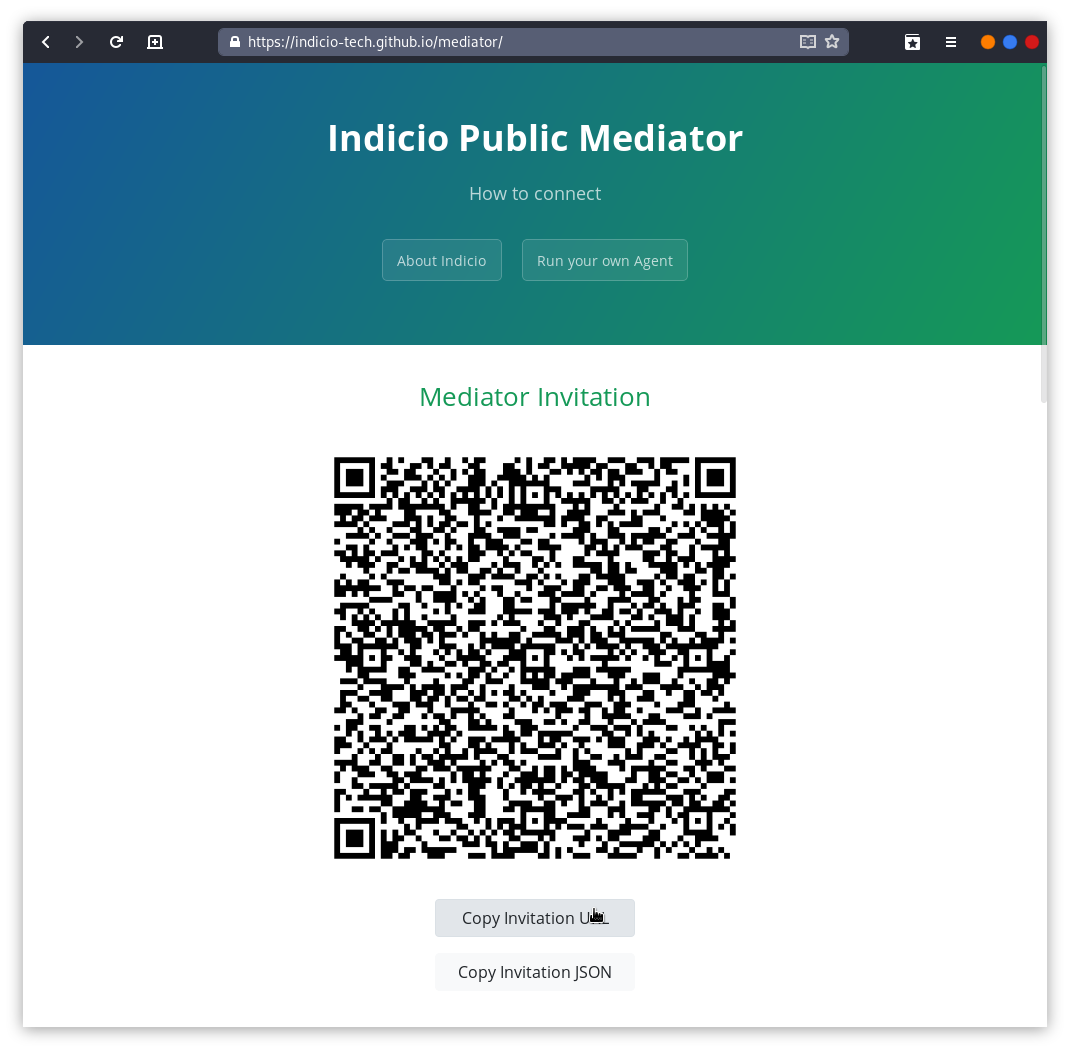 https://indicio-tech.github.io/mediator/
Indicio Public Mediator
How to connect
About Indicio
Run your own Agent
Mediator Invitation
Copy Invitation
Copy Invitation JSON